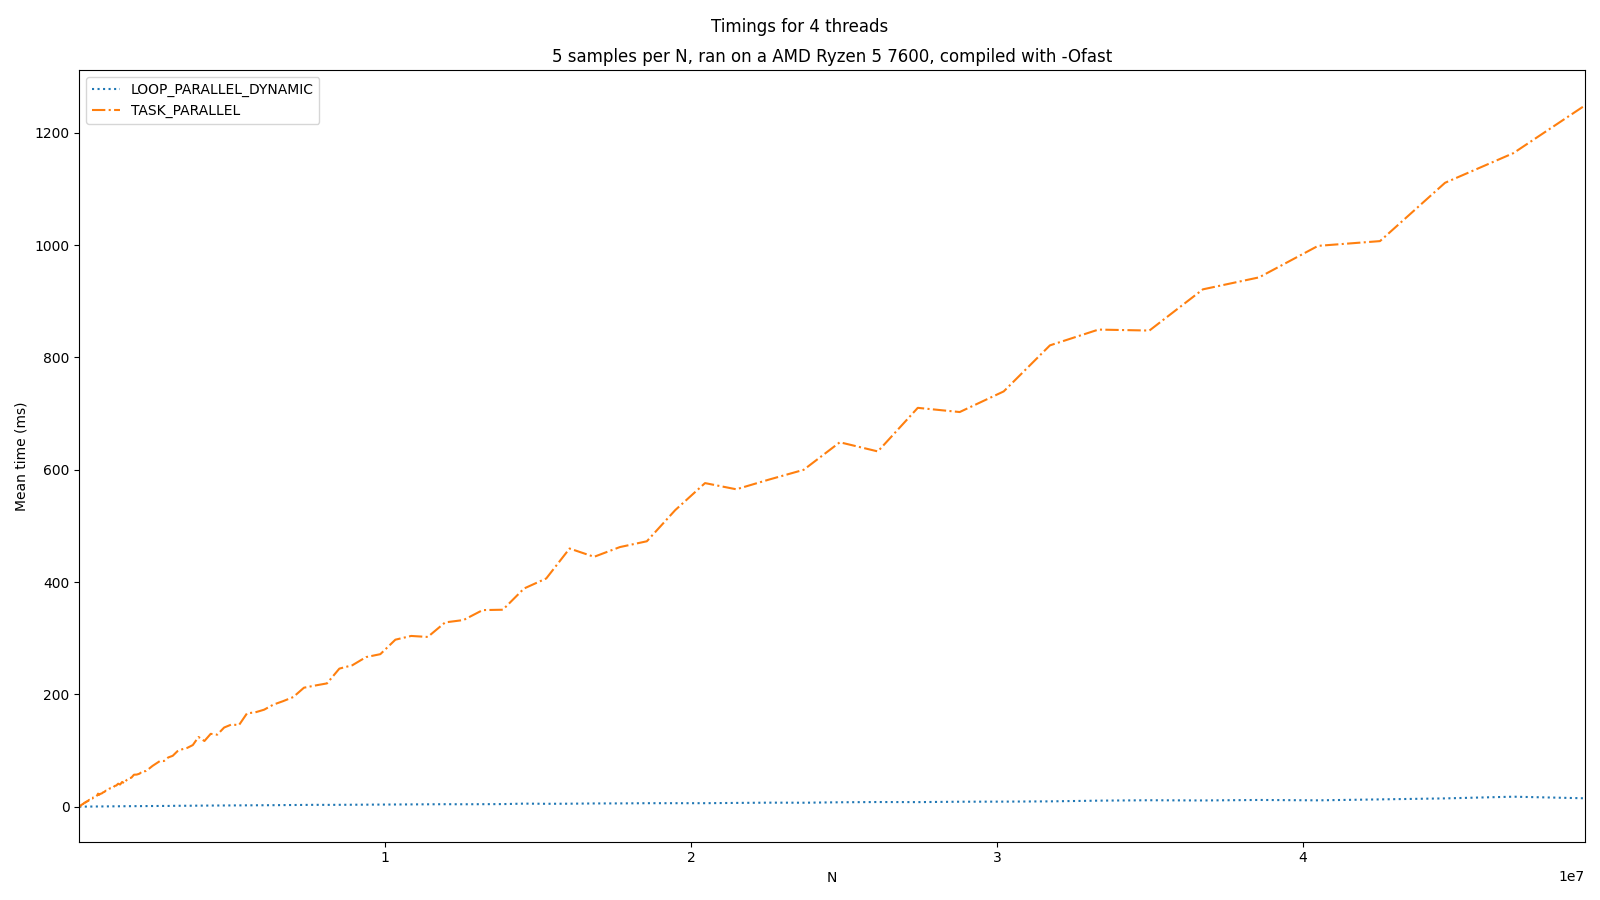 Timings for 4 threads
5 samples per N, ran on a AMD Ryzen 5 7600, compiled with -Ofast
LOOP_PARALLEL_DYNAMIC
TASK_PARALLEL
1200
1000
800
600
400
200
0
Mean time (ms)
1 2 3 4
1e7
N